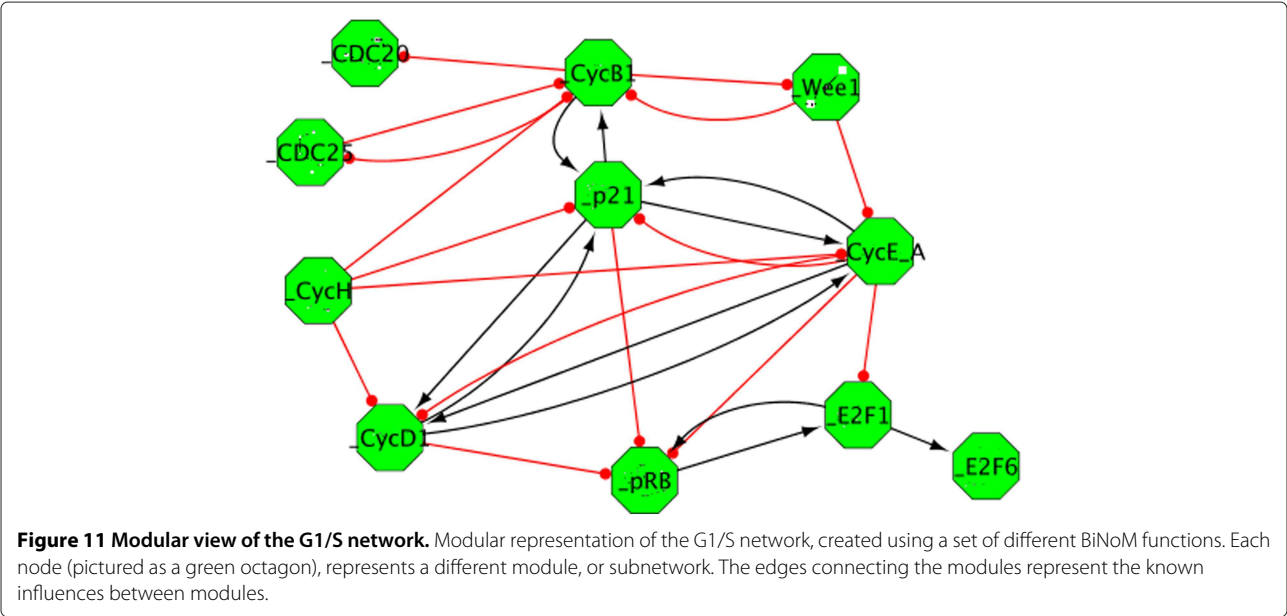 _CDC20
_CycB1
_Wee1
_CDC25
_p21
CycE_A
_CycH
_CycD1
_E2F1
_pRB
_E2F6
Figure 11 Modular view of the G1/S network. Modular representation of the G1/S network, created using a set of different BiNoM functions. Each
node (pictured as a green octagon), represents a different module, or subnetwork. The edges connecting the modules represent the known
influences between modules.